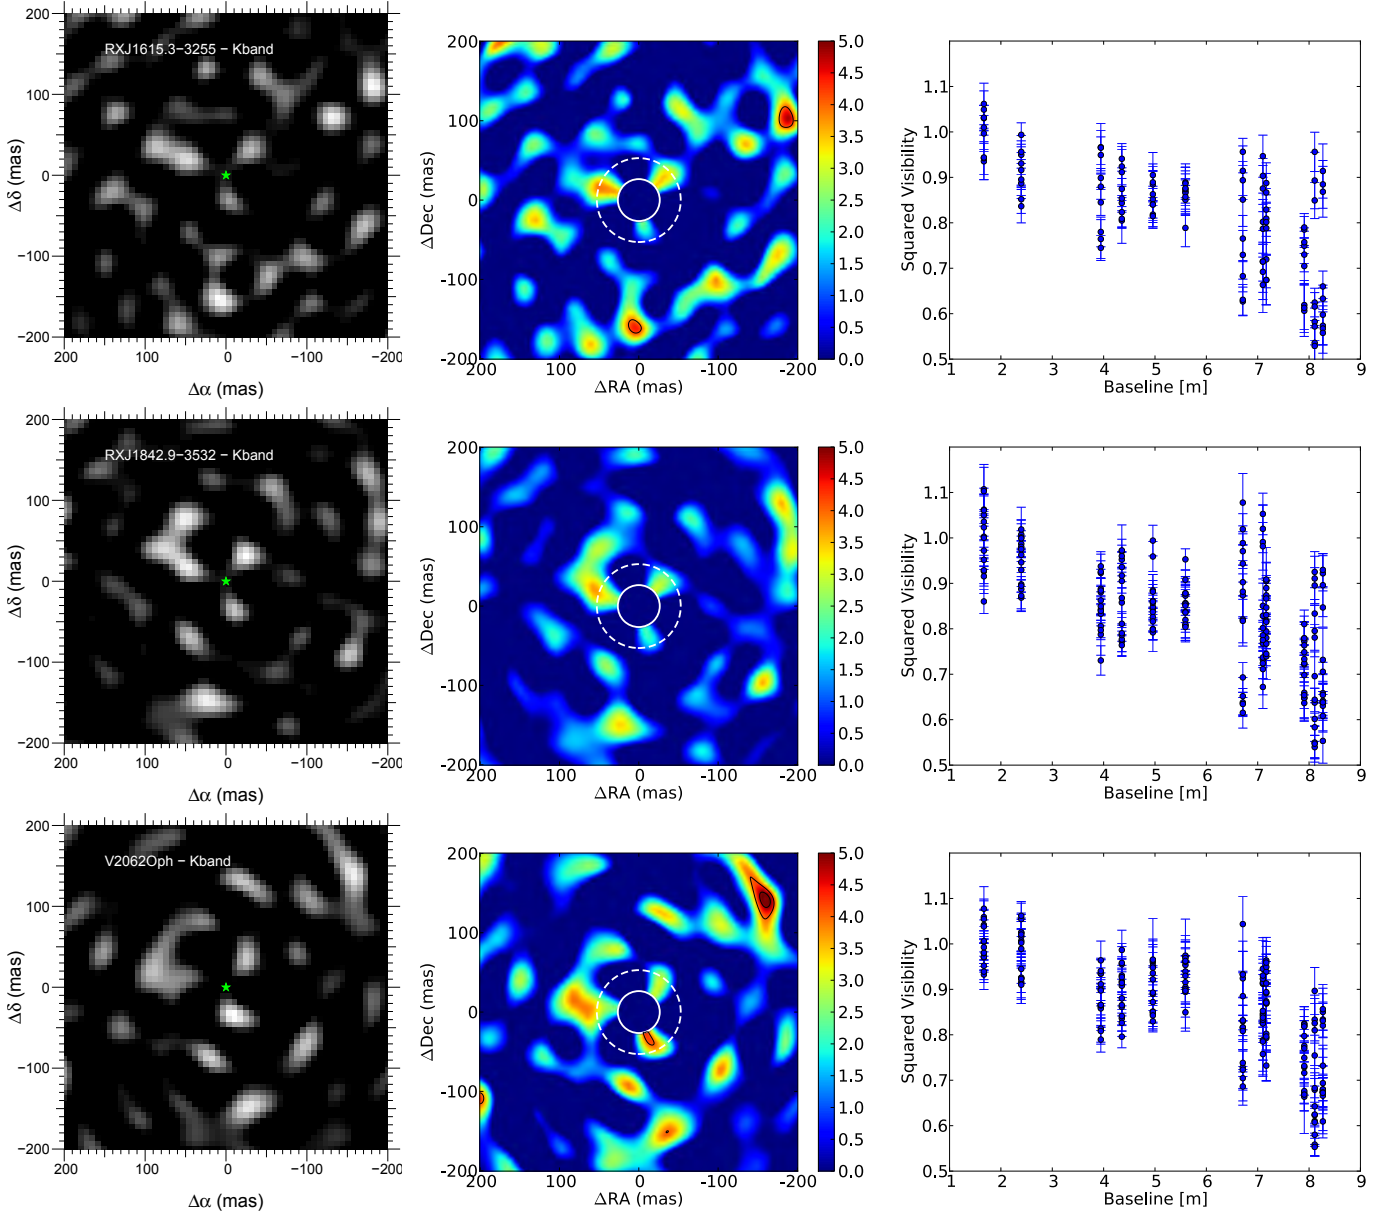 RXJ1615.3−3255 − Kband
200
100
0
−100
−200
200 100 0 −100 −200
Δδ (mas)
Δα (mas)
200
100
0
-100
-200
200 100 0 -100 -200
ΔDec (mas)
ΔRA (mas)
5.0
4.5
4.0
3.5
3.0
2.5
2.0
1.5
1.0
0.5
0.0
1.1
1.0
0.9
0.8
0.7
0.6
0.5
1 2 3 4 5 6 7 8 9
Squared Visibility
Baseline [m]
RXJ1842.9−3532 − Kband
200
100
0
−100
−200
200 100 0 −100 −200
Δδ (mas)
Δα (mas)
200
100
0
-100
-200
200 100 0 -100 -200
ΔDec (mas)
ΔRA (mas)
5.0
4.5
4.0
3.5
3.0
2.5
2.0
1.5
1.0
0.5
0.0
1.1
1.0
0.9
0.8
0.7
0.6
0.5
1 2 3 4 5 6 7 8 9
Squared Visibility
Baseline [m]
V2062Oph − Kband
200
100
0
−100
−200
200 100 0 −100 −200
Δδ (mas)
Δα (mas)
200
100
0
-100
-200
200 100 0 -100 -200
ΔDec (mas)
ΔRA (mas)
5.0
4.5
4.0
3.5
3.0
2.5
2.0
1.5
1.0
0.5
0.0
1.1
1.0
0.9
0.8
0.7
0.6
0.5
1 2 3 4 5 6 7 8 9
Squared Visibility
Baseline [m]